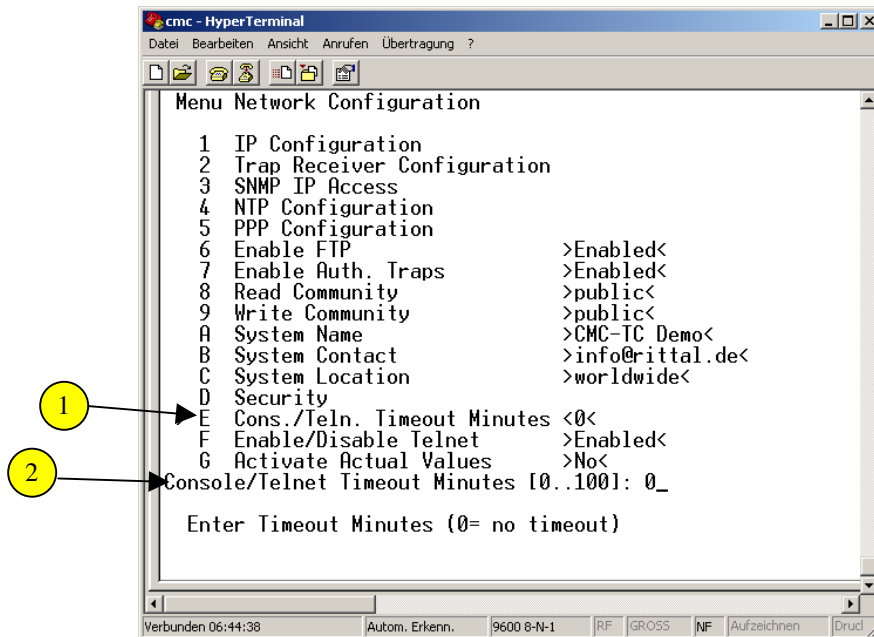 cmc - HyperTerminal
Datei Bearbeiten Ansicht Anrufen Übertragung ?
Menu Network Configuration
1 IP Configuration
2 Trap Receiver Configuration
3 SNMP IP Access
4 NTP Configuration
5 PPP Configuration
6 Enable FTP >Enabled<
7 Enable Auth. Traps >Enabled<
8 Read Community >public<
9 Write Community >public<
A System Name >CMC-TC Demo<
B System Contact >info@rittal.de<
C System Location >worldwide<
D Security
1
E Cons./Teln. Timeout Minutes <0<
F Enable/Disable Telnet >Enabled<
G Activate Actual Values >No<
2
Console/Telnet Timeout Minutes [0..100]: 0_
Enter Timeout Minutes (0= no timeout)
Verbunden 06:44:38 Autom. Erkenn. 9600 8-N-1 RF GROSS NF Aufzeichnen